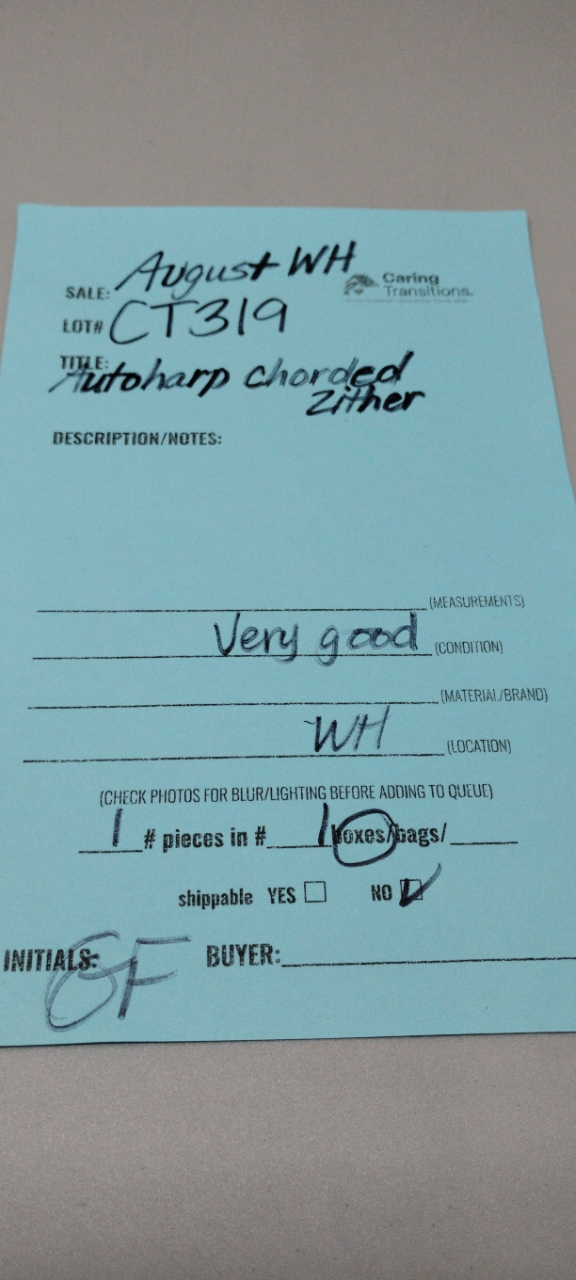 SALE: August WH
Caring
Transitions.
LOT# CT319
TITLE: Autoharp chorded
zither
DESCRIPTION/NOTES:
(MEASUREMENTS)
Very good (CONDITION)
(MATERIAL/BRAND)
WH (LOCATION)
(CHECK PHOTOS FOR BLUR/LIGHTING BEFORE ADDING TO QUEUE)
1 # pieces in # 1 boxes/bags/
shippable YES NO
INITIALS: GF BUYER: